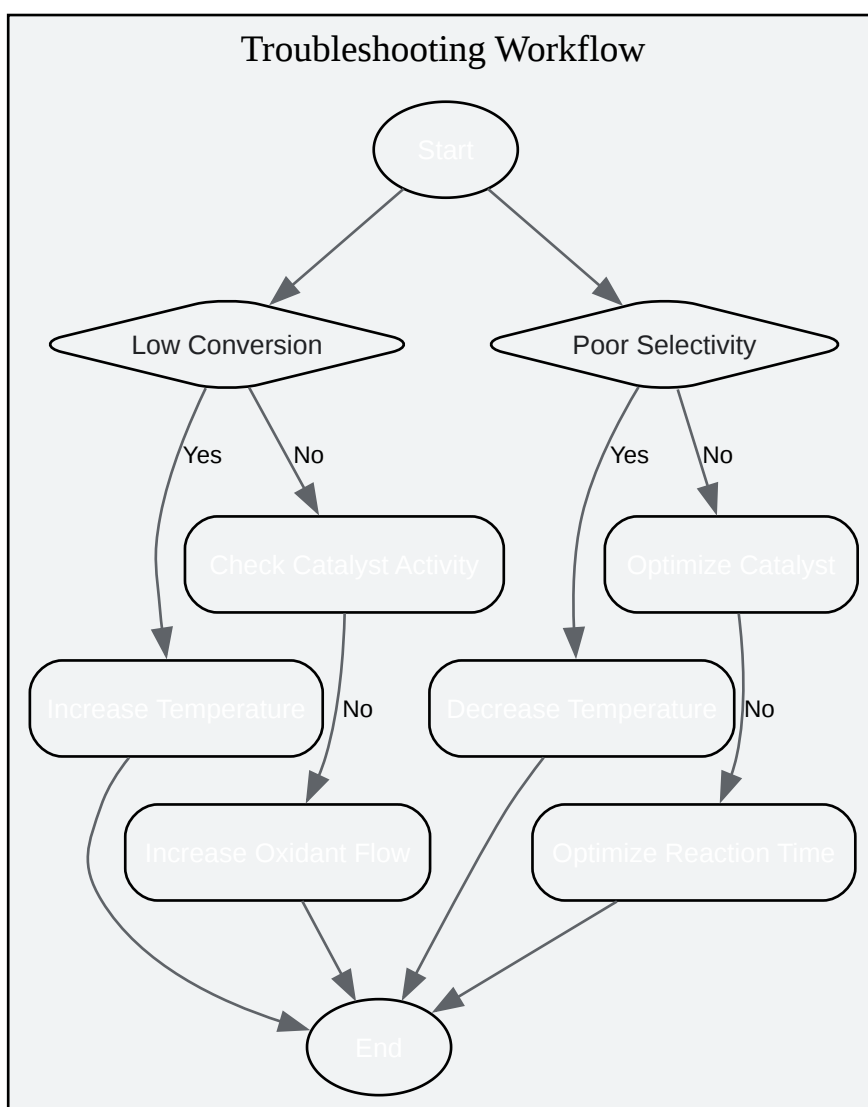 Troubleshooting Workflow
Start
Low Conversion
Poor Selectivity
Yes
No
Yes
No
Check Catalyst Activity
Optimize Catalyst
Increase Temperature
No
Decrease Temperature
No
Increase Oxidant Flow
Optimize Reaction Time
End